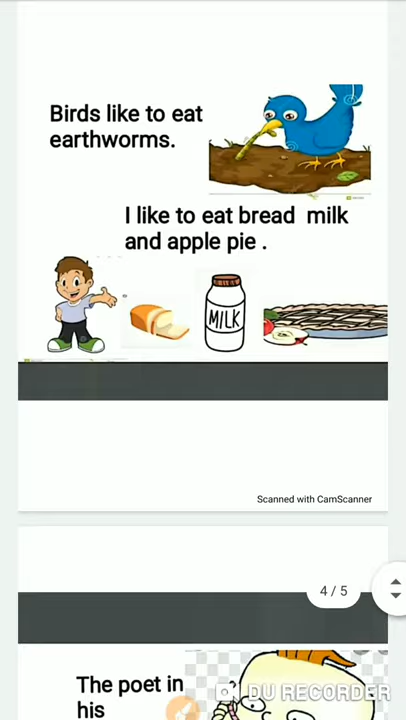 Birds like to eat
earthworms.
I like to eat bread milk
and apple pie .
MILK
Scanned with CamScanner
4 / 5
The poet in
his
DU RECORDER